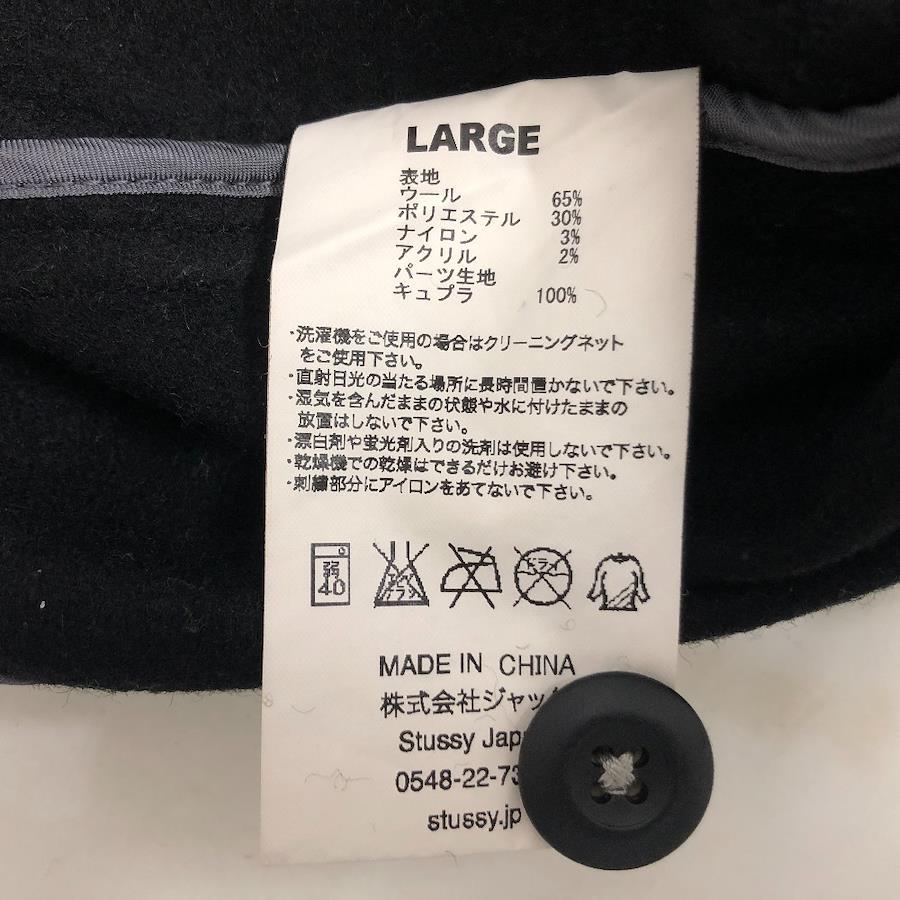 LARGE
表地
ウール 65%
ポリエステル 30%
ナイロン 3%
アクリル 2%
パーツ生地
キュプラ 100%
・洗濯機をご使用の場合はクリーニングネット
をご使用下さい。
・直射日光の当たる場所に長時間置かないで下さい。
・湿気を含んだままの状態や水に付けたままの
放置はしないで下さい。
・漂白剤や蛍光剤入りの洗剤は使用しないで下さい。
・乾燥機での乾燥はできるだけお避け下さい。
・刺繍部分にアイロンをあてないで下さい。
弱 40 エンソ サラシ ドライ
MADE IN CHINA
株式会社ジャック
Stussy Jap
0548-22-73
stussy.jp